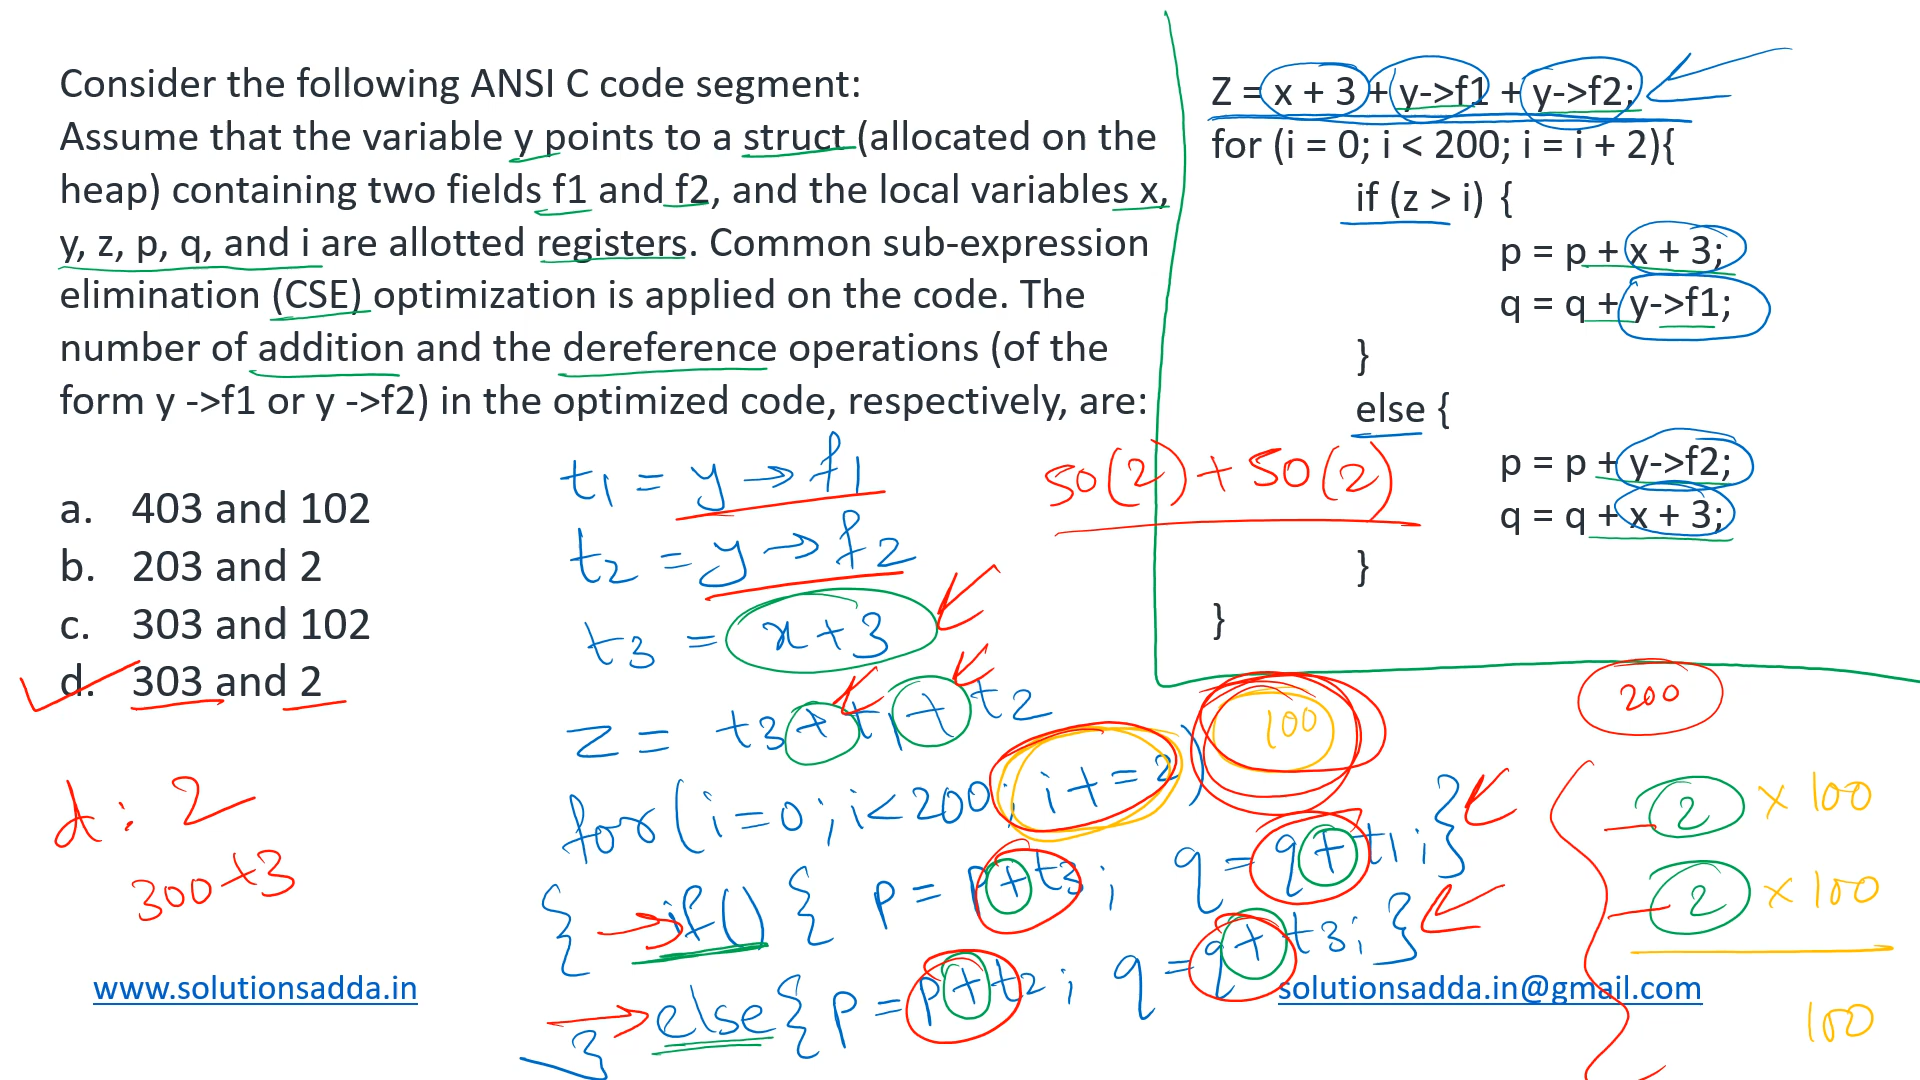 Consider the following ANSI C code segment:
Assume that the variable y points to a struct (allocated on the
heap) containing two fields f1 and f2, and the local variables x,
y, z, p, q, and i are allotted registers. Common sub-expression
elimination (CSE) optimization is applied on the code. The
number of addition and the dereference operations (of the
form y ->f1 or y ->f2) in the optimized code, respectively, are:
a. 403 and 102
b. 203 and 2
c. 303 and 102
d. 303 and 2
Z = x + 3 + y->f1 + y->f2;
for (i = 0; i < 200; i = i + 2){
if (z > i) {
p = p + x + 3;
q = q + y->f1;
}
else {
p = p + y->f2;
q = q + x + 3;
}
}
t1 = y → f1
t2 = y → f2
t3 = x+3
z = t3 + t1 + t2
for(i=0; i<200; i+=2)
{ if() { p = p+t3; q = q+t1; }
else { p = p+t2; q = q+t3; }
}
50(2)+50(2)
100
200
2 × 100
2 × 100
100
d: 2
300+3
www.solutionsadda.in
solutionsadda.in@gmail.com